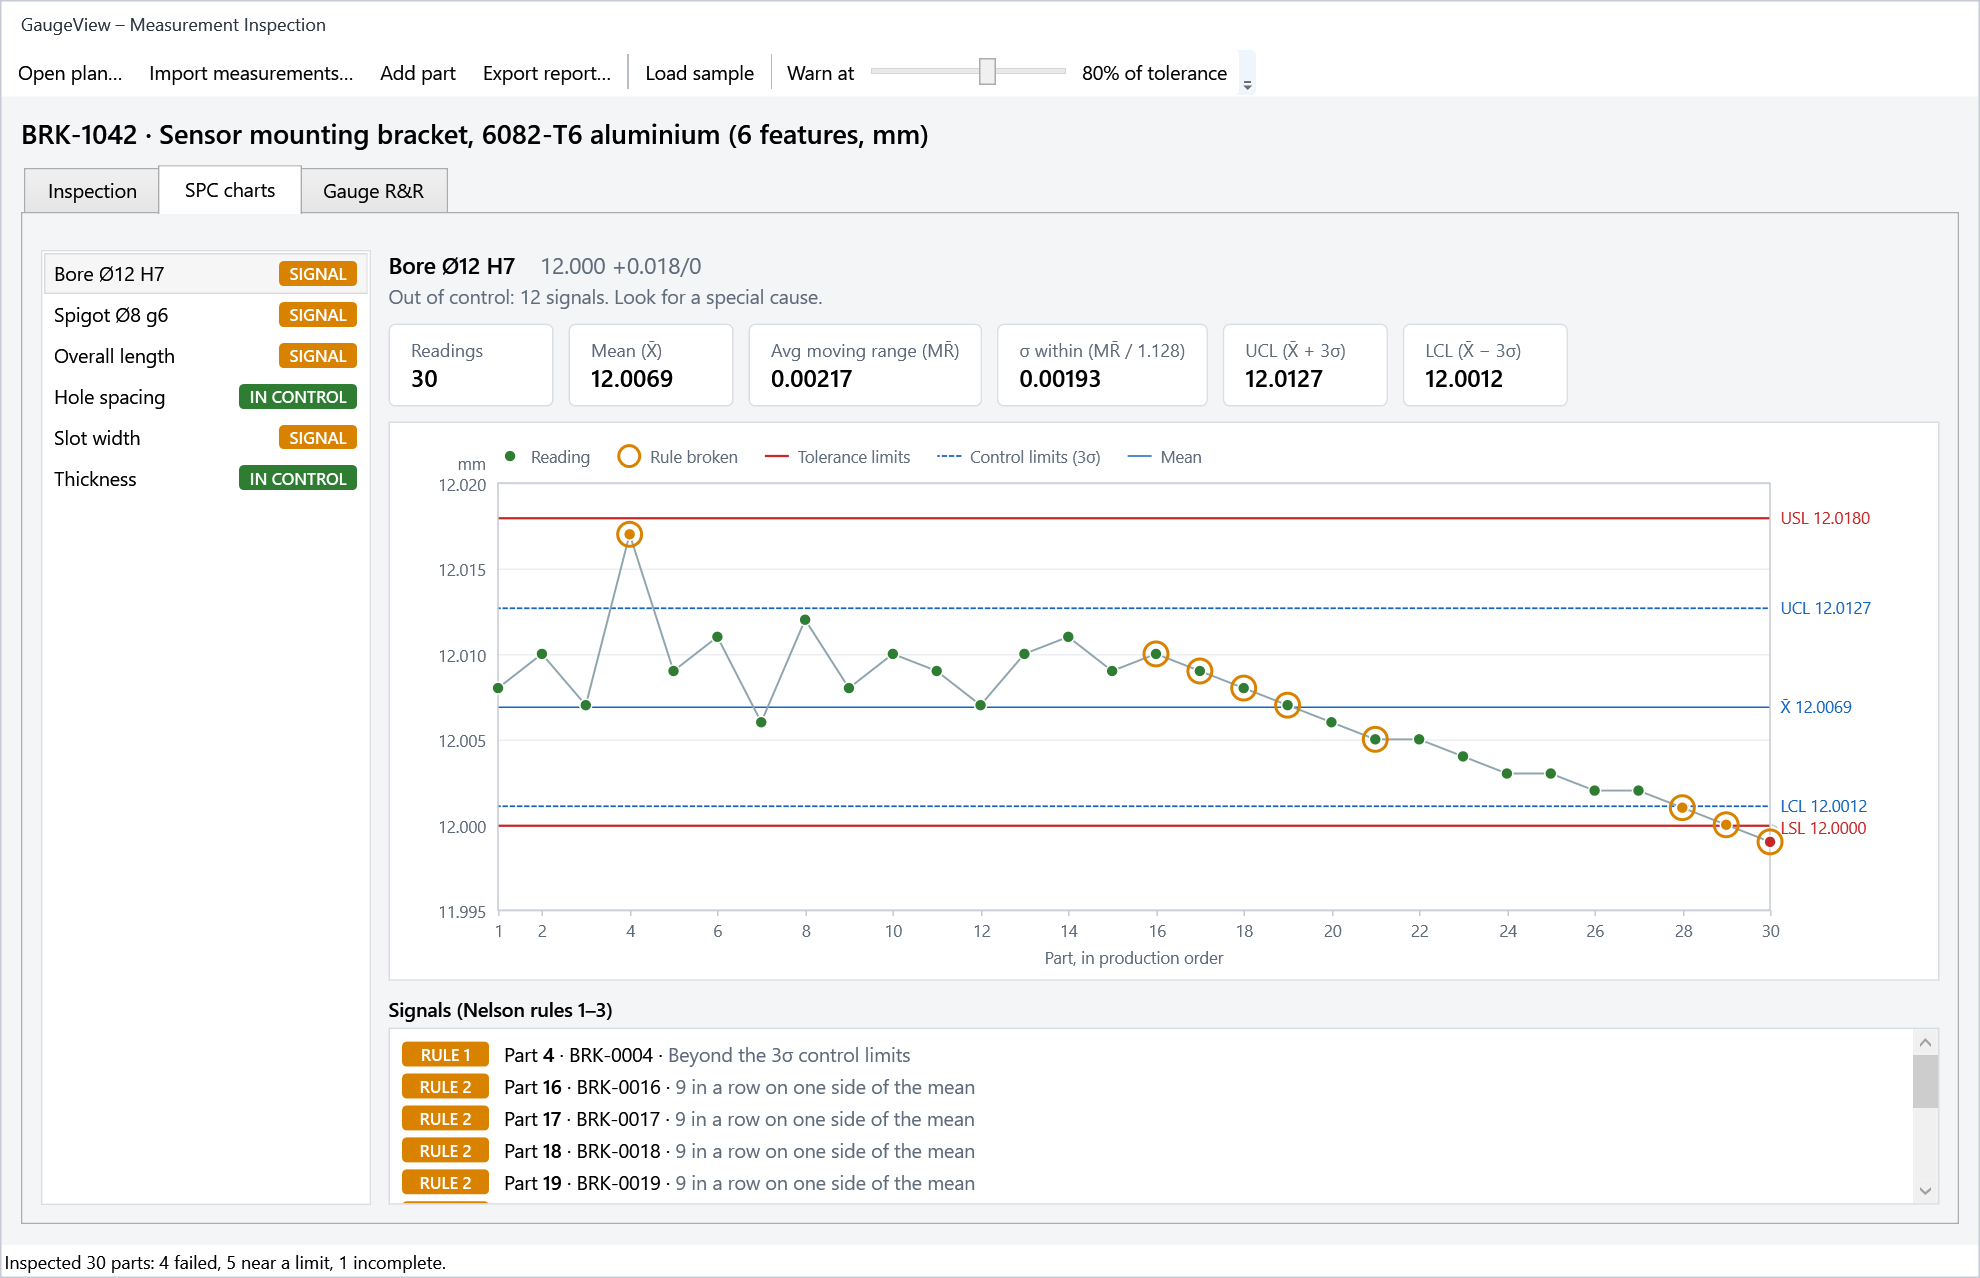 GaugeView – Measurement Inspection
Open plan... Import measurements... Add part Export report... Load sample Warn at 80% of tolerance
BRK-1042 · Sensor mounting bracket, 6082-T6 aluminium (6 features, mm)
Inspection SPC charts Gauge R&R
Bore Ø12 H7 SIGNAL
Spigot Ø8 g6 SIGNAL
Overall length SIGNAL
Hole spacing IN CONTROL
Slot width SIGNAL
Thickness IN CONTROL
Bore Ø12 H7 12.000 +0.018/0
Out of control: 12 signals. Look for a special cause.
Readings
30
Mean (X̄)
12.0069
Avg moving range (MR̄)
0.00217
σ within (MR̄ / 1.128)
0.00193
UCL (X̄ + 3σ)
12.0127
LCL (X̄ − 3σ)
12.0012
Reading Rule broken Tolerance limits Control limits (3σ) Mean
mm
12.020
12.015
12.010
12.005
12.000
11.995
USL 12.0180
UCL 12.0127
X̄ 12.0069
LCL 12.0012
LSL 12.0000
1 2 4 6 8 10 12 14 16 18 20 22 24 26 28 30
Part, in production order
Signals (Nelson rules 1–3)
RULE 1 Part 4 · BRK-0004 · Beyond the 3σ control limits
RULE 2 Part 16 · BRK-0016 · 9 in a row on one side of the mean
RULE 2 Part 17 · BRK-0017 · 9 in a row on one side of the mean
RULE 2 Part 18 · BRK-0018 · 9 in a row on one side of the mean
RULE 2 Part 19 · BRK-0019 · 9 in a row on one side of the mean
Inspected 30 parts: 4 failed, 5 near a limit, 1 incomplete.